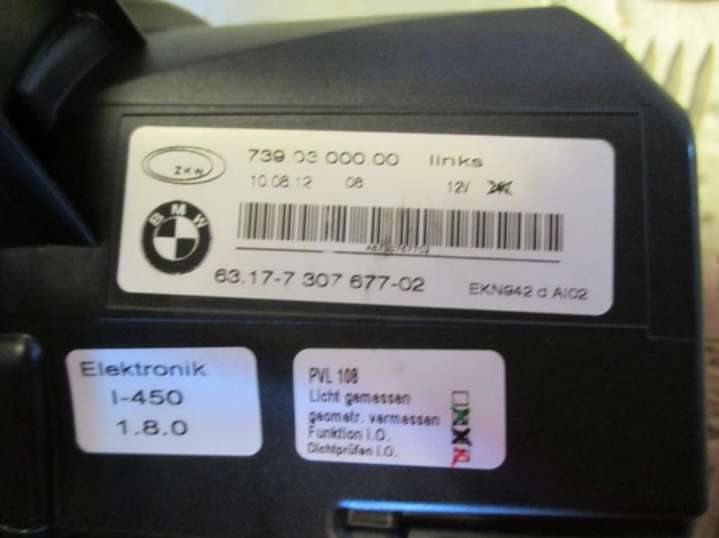 ZKW
739 03 000 00 links
10.08.12 08 12V
BMW
63.17-7 307 677-02 EKN942 d AI02
Elektronik
I-450
1.8.0
PVL 108
Licht gemessen
geometr. vermessen
Funktion i.O.
Dichtprüfen i.O.